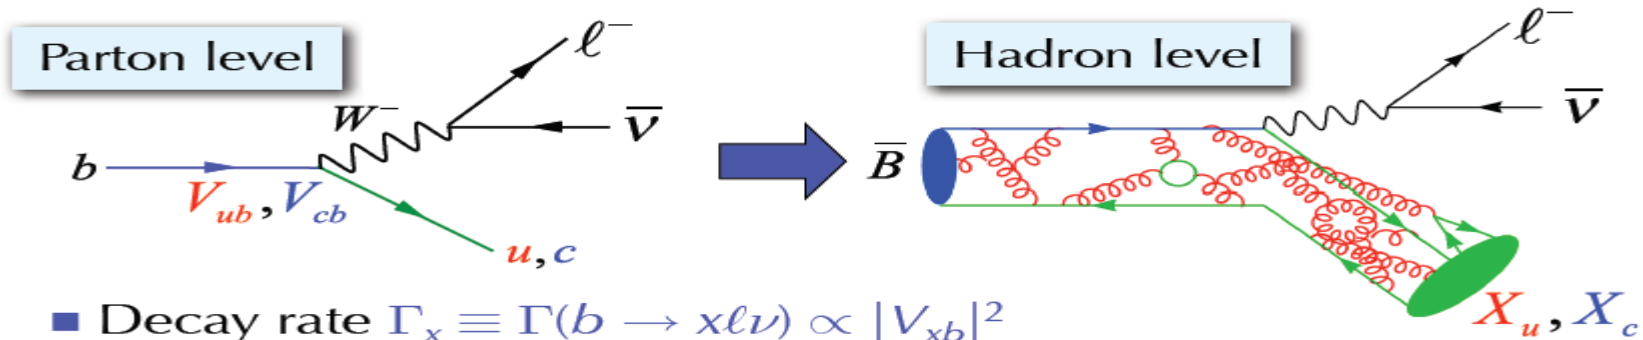 Parton level
ℓ⁻
W⁻
ν̅
b
V_ub, V_cb
u, c
Hadron level
ℓ⁻
ν̅
B̅
X_u, X_c
■ Decay rate Γ_x ≡ Γ(b → xℓν) ∝ |V_xb|²